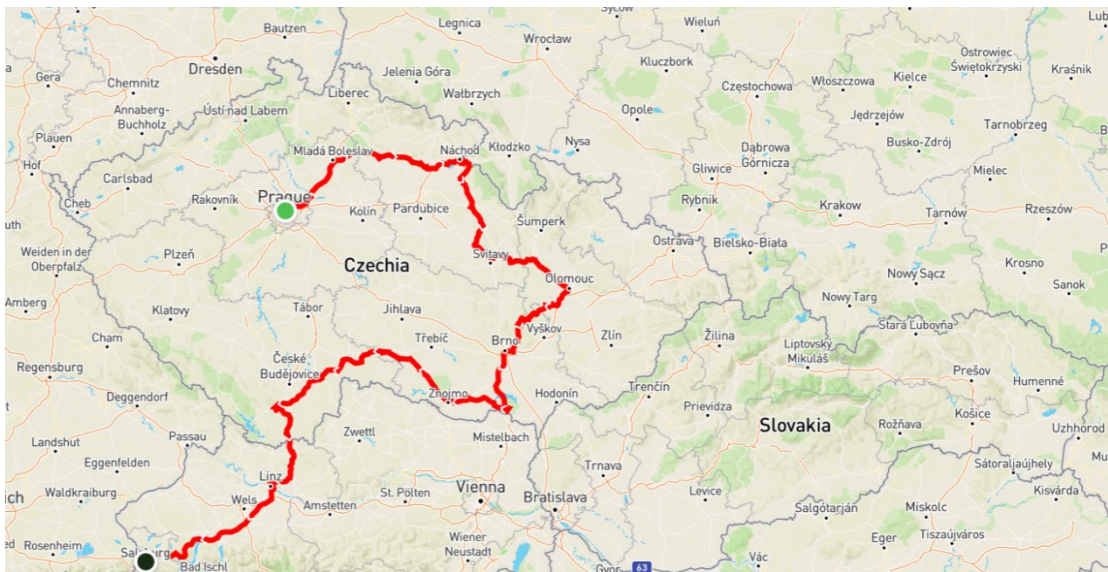 Legnica
Syców
Wieluń
Lub
Bautzen
Wrocław
Ostrowiec
Świętokrzyski
Dresden
Jelenia Góra
Kluczbork
Kielce
Gera
Chemnitz
Częstochowa
Włoszczowa
Kraśnik
Liberec
Wałbrzych
Annaberg-
Buchholz
Ústí nad Labem
Opole
Jędrzejów
Tarnobrzeg
Plauen
Kłodzko
Nysa
Dąbrowa
Górnicza
Busko-Zdrój
Hof
Mladá Boleslav
Náchod
Gliwice
Mielec
Carlsbad
Prague
Rakovník
Rybnik
Krakow
Cheb
Kolín
Pardubice
Tarnów
Rzeszów
uth
Šumperk
Weiden in der
Oberpfalz
Plzeň
Ostrava
Bielsko-Biała
P
Svitavy
Czechia
Krosno
Olomouc
Nowy Sącz
Sanok
Amberg
Klatovy
Tábor
Jihlava
Nowy Targ
Vyškov
Stará Ľubovňa
Cham
Třebíč
Brno
Zlín
Žilina
Liptovský
Mikuláš
České
Budějovice
Regensburg
Prešov
Trenčín
Humenné
Deggendorf
Znojmo
Hodonín
Prievidza
Košice
Slovakia
Rožňava
Uzhhorod
Landshut
Passau
Zwettl
Mistelbach
Eggenfelden
Trnava
Sátoraljaújhely
Linz
Levice
Mu
ich
Waldkraiburg
Wels
St. Pölten
Vienna
Bratislava
Kisvárda
Amstetten
Salgótarján
Miskolc
Rosenheim
Salzburg
Wiener
Neustadt
Eger
Tiszaújváros
Bad Ischl
Vác
63
Győr